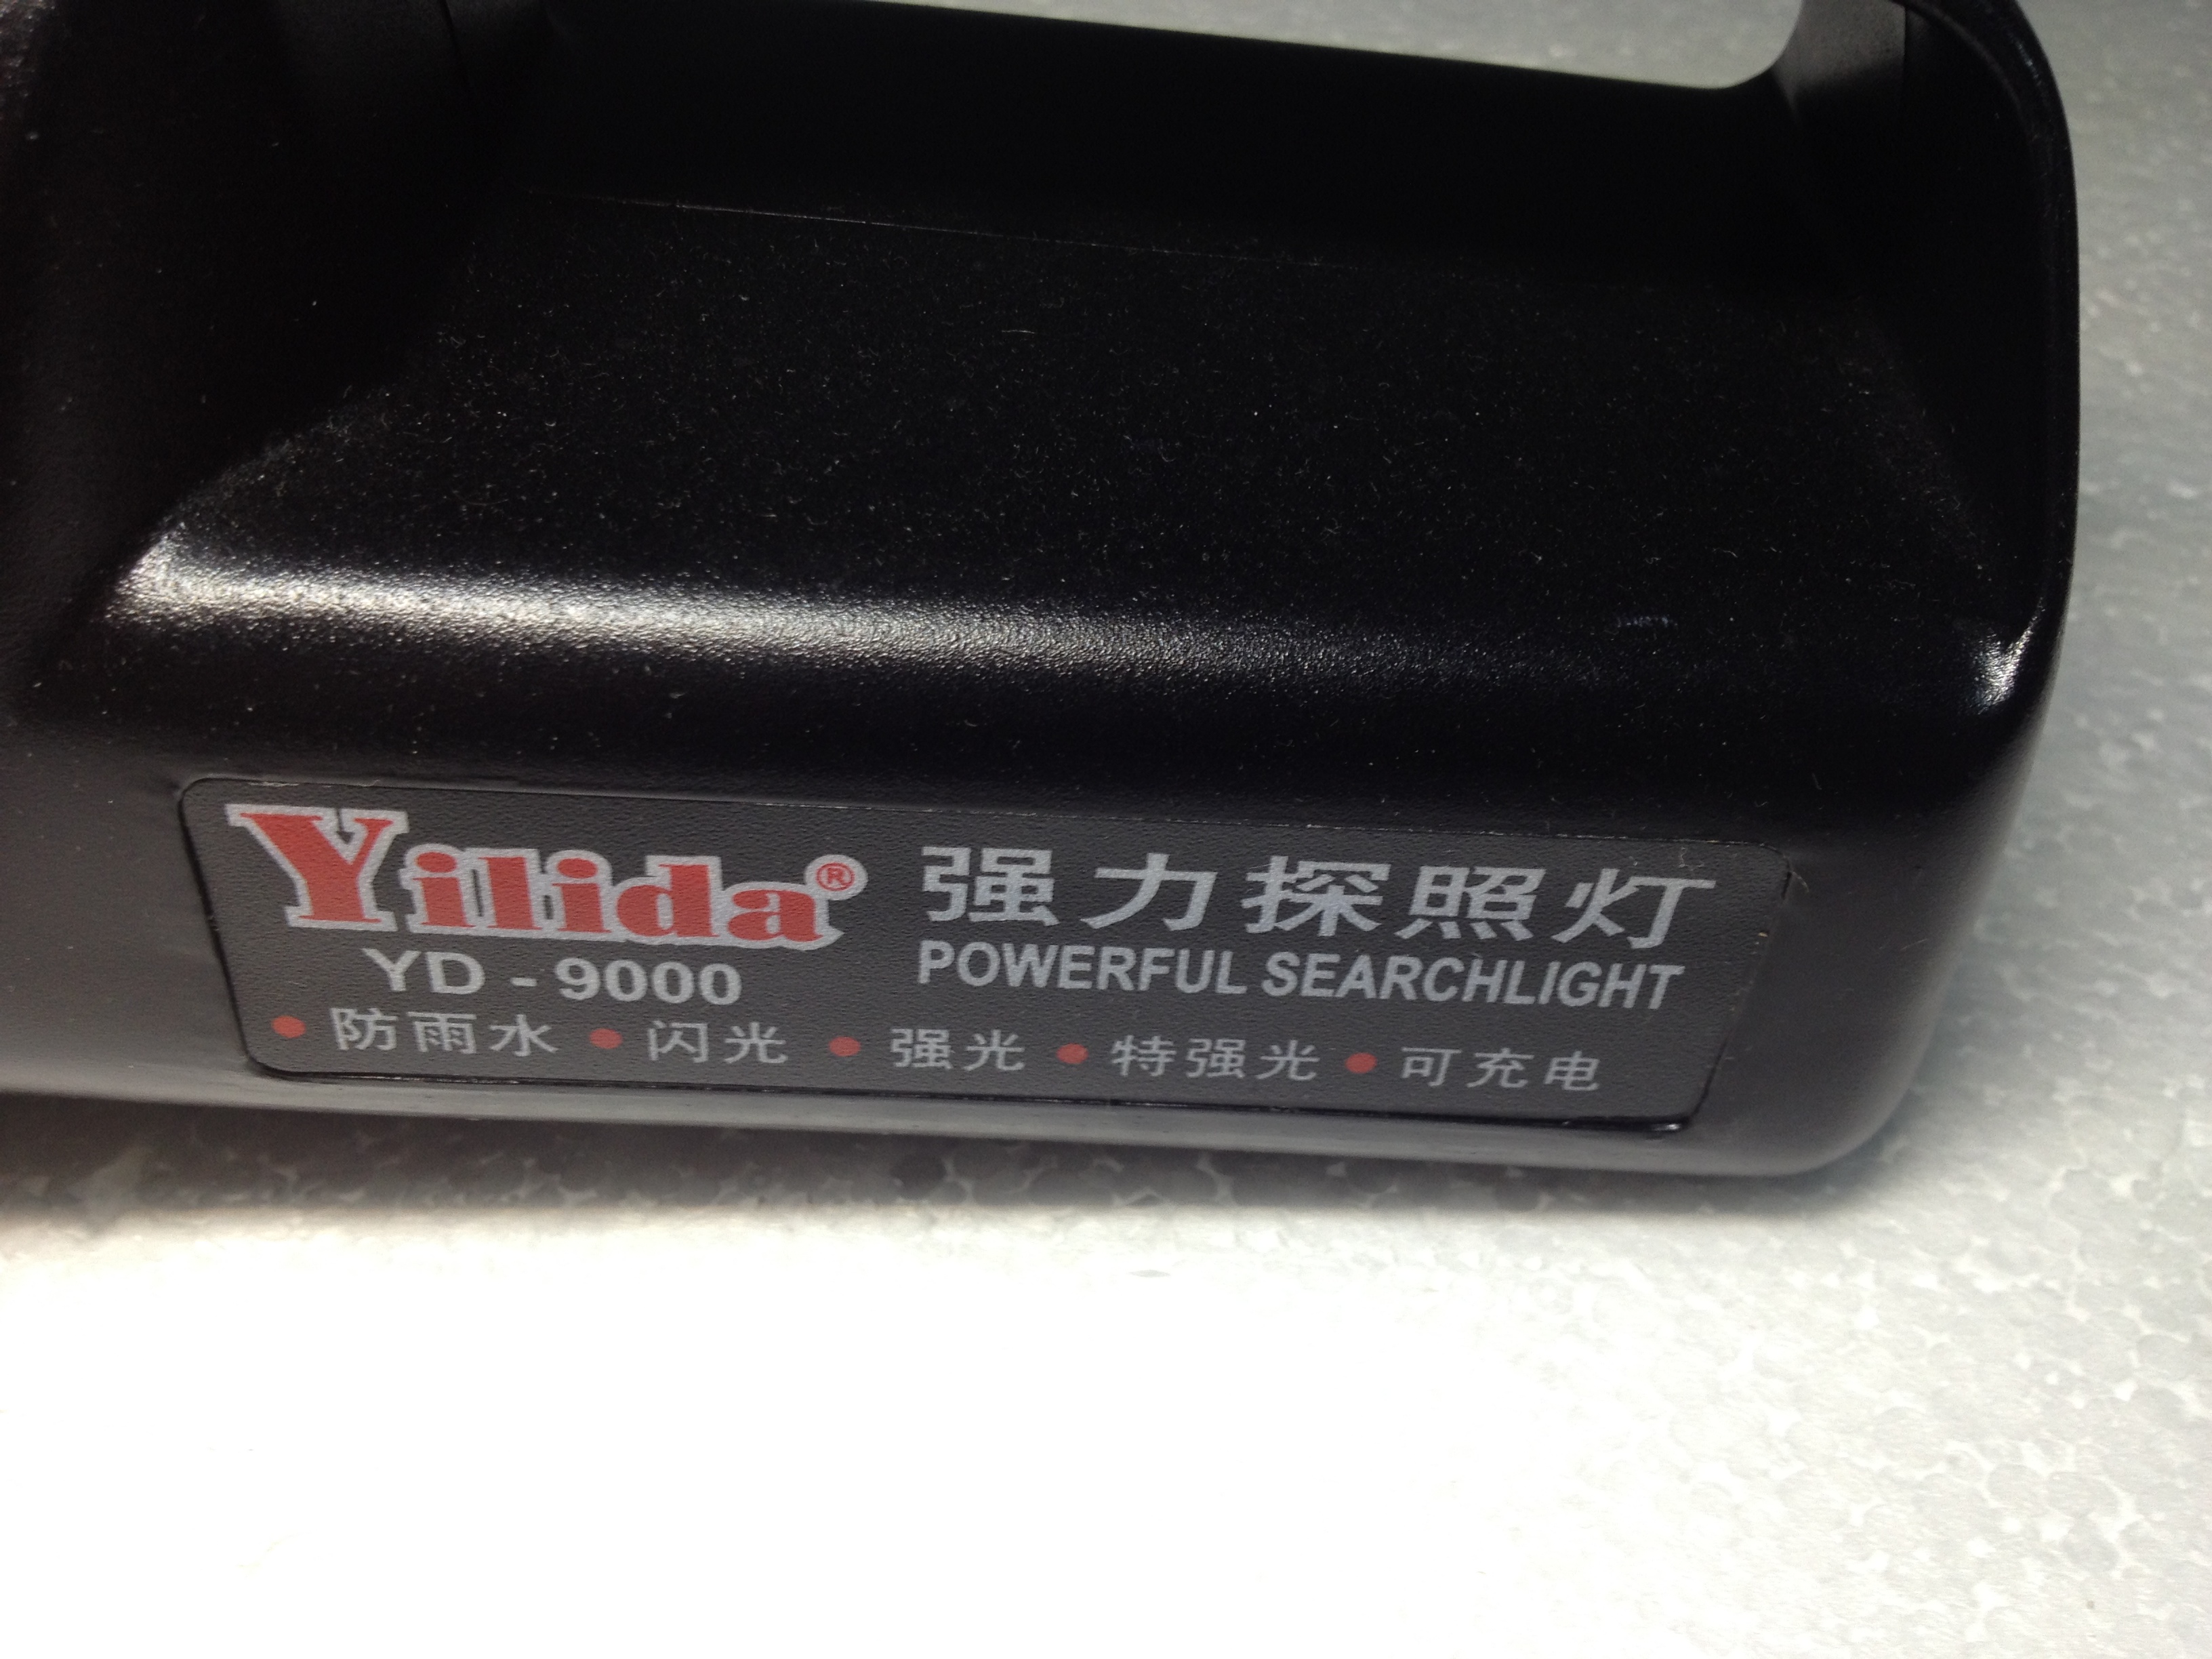 Yilida® 强力探照灯
YD - 9000 POWERFUL SEARCHLIGHT
• 防雨水 • 闪光 • 强光 • 特强光 • 可充电